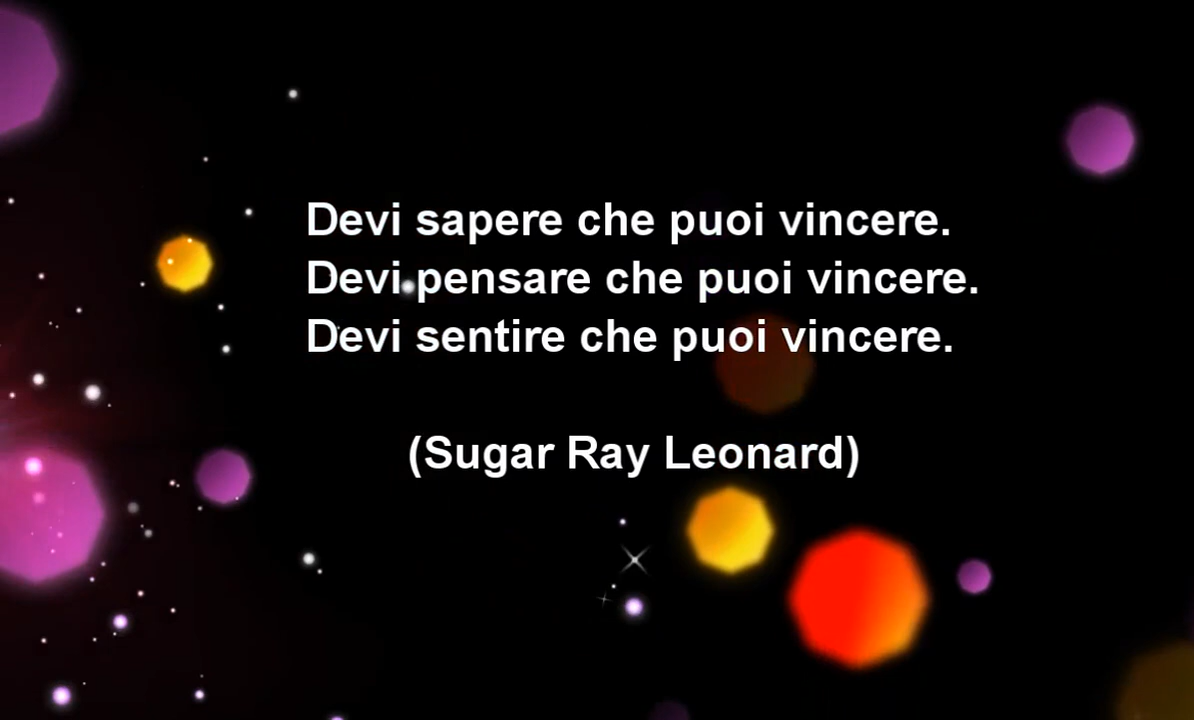 Devi sapere che puoi vincere.
Devi pensare che puoi vincere.
Devi sentire che puoi vincere.
(Sugar Ray Leonard)